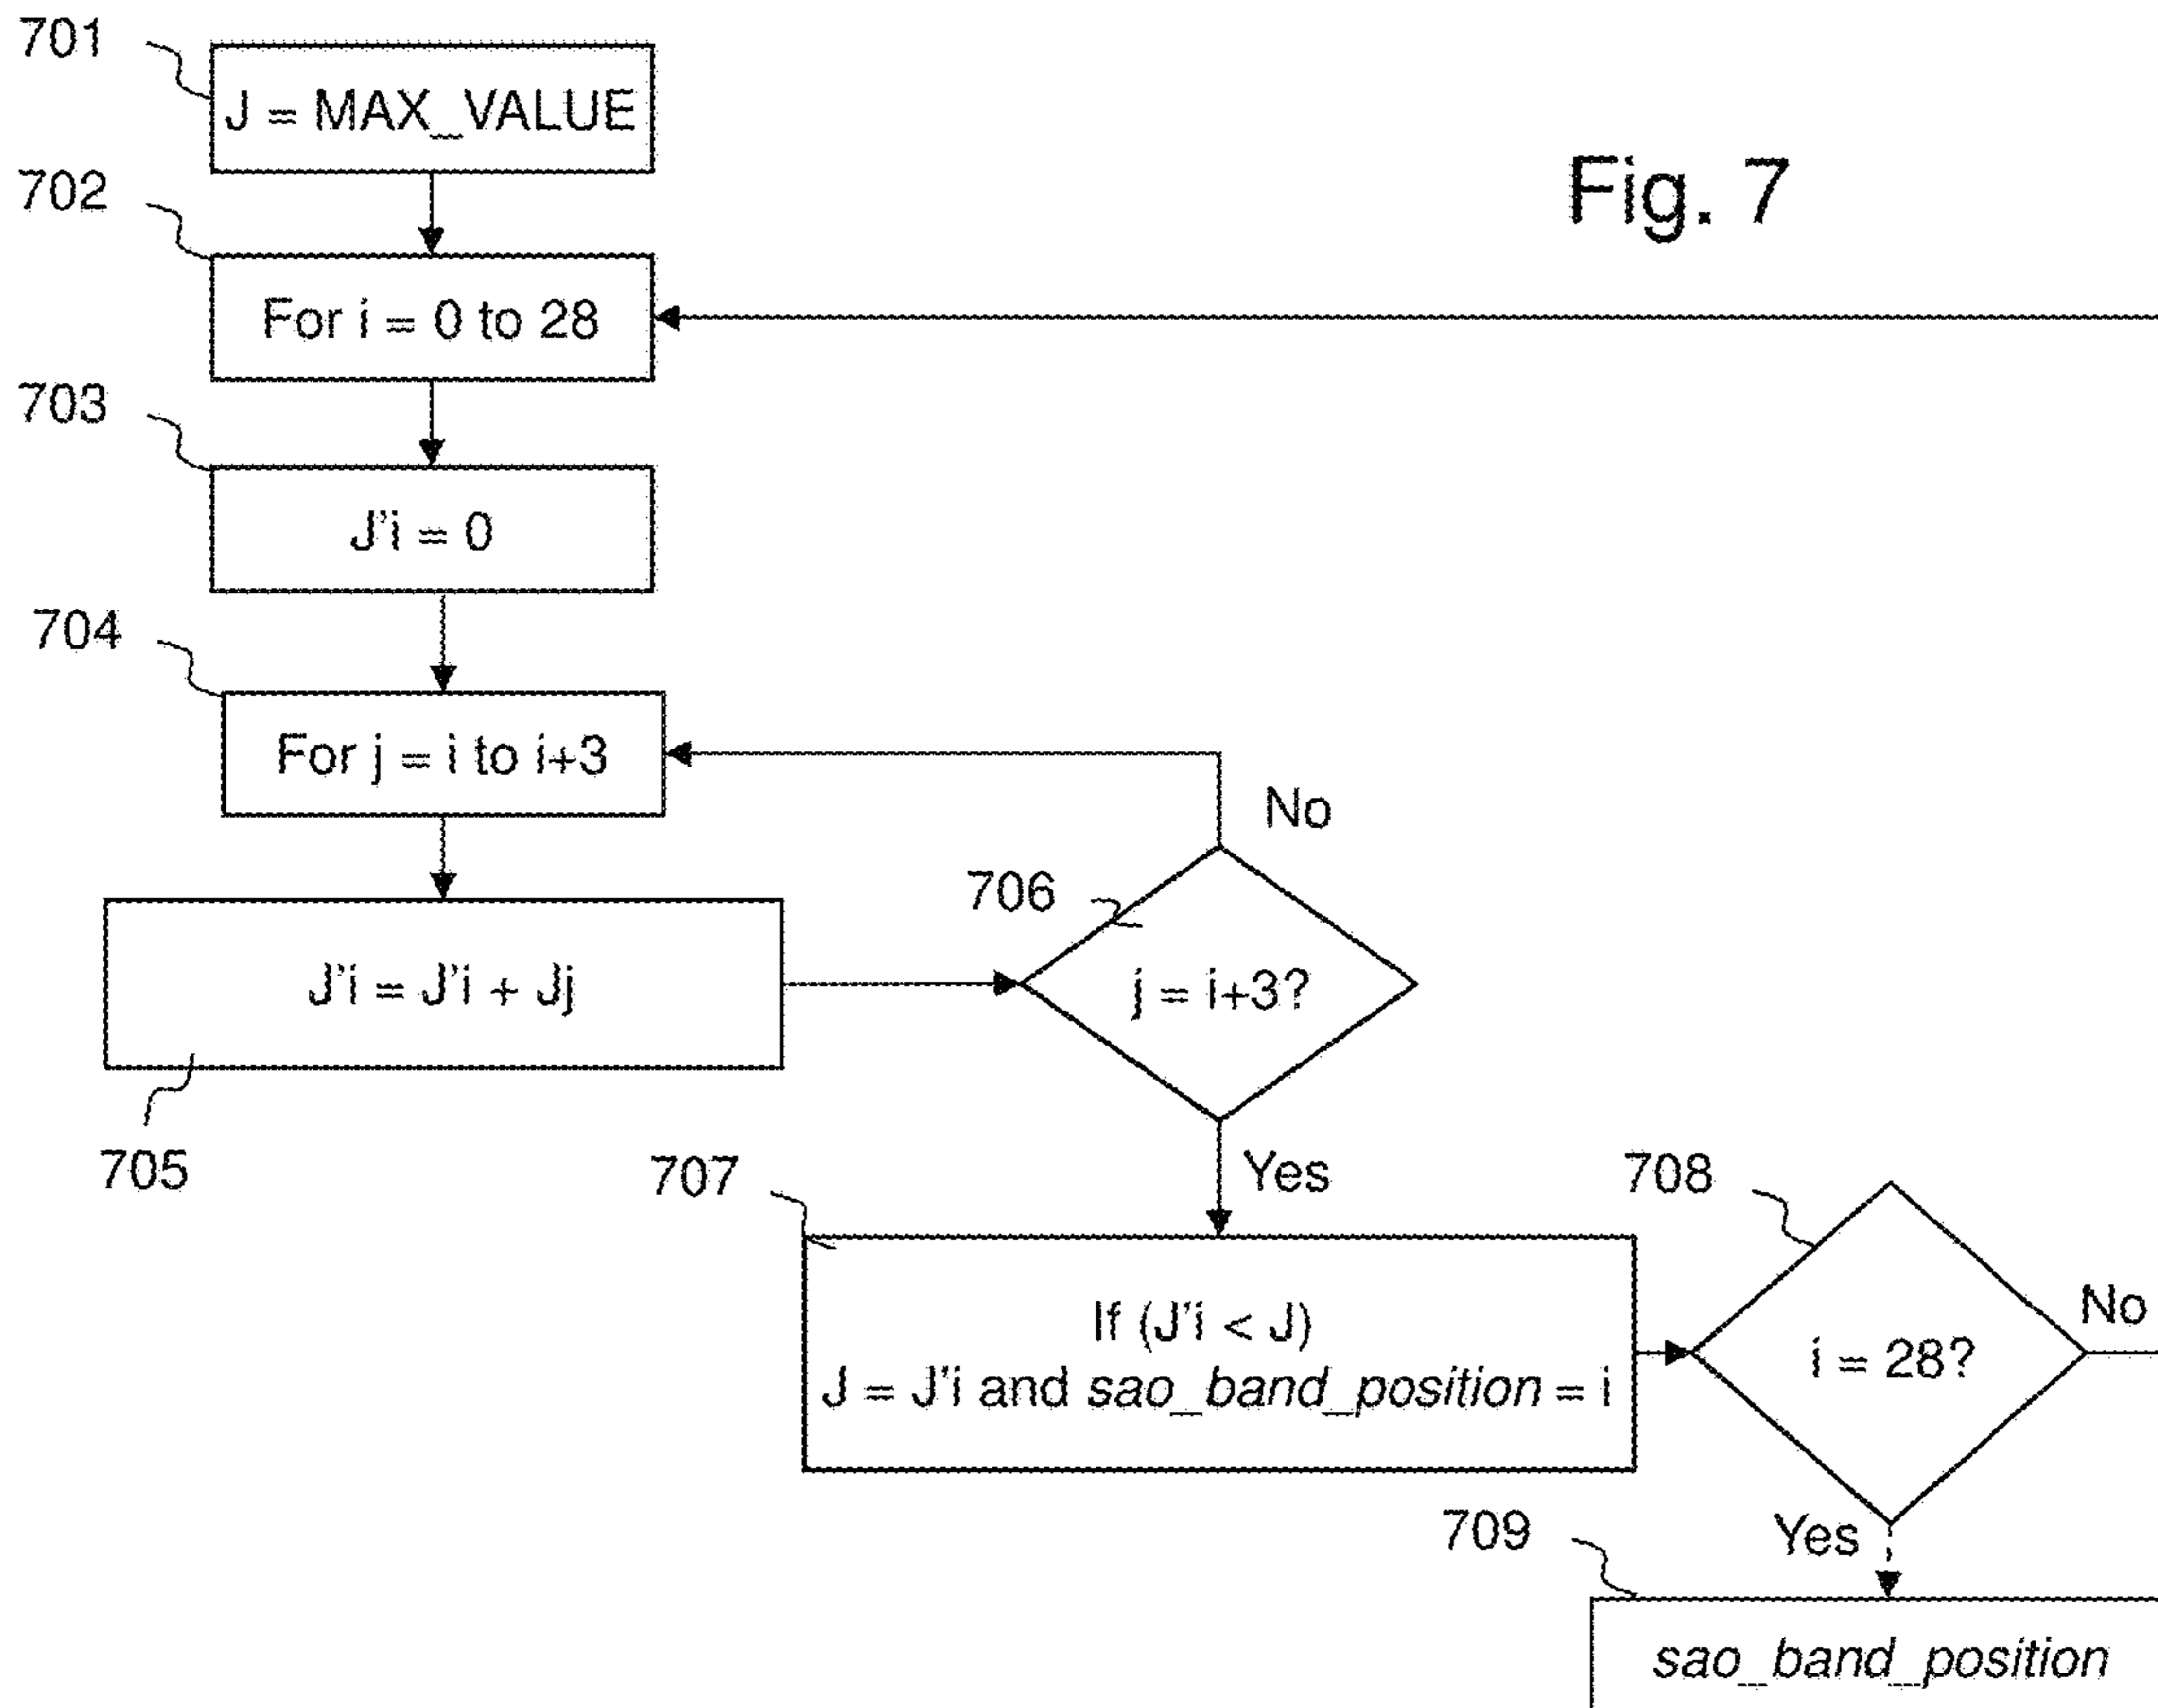 701
J = MAX_VALUE
Fig. 7
702
For i = 0 to 28
703
J'i = 0
704
For j = i to i+3
No
706
j = i+3?
J'i = J'i + Jj
705
Yes
707
708
If (J'i < J)
J = J'i and sao_band_position = i
i = 28?
No
Yes
709
sao_band_position